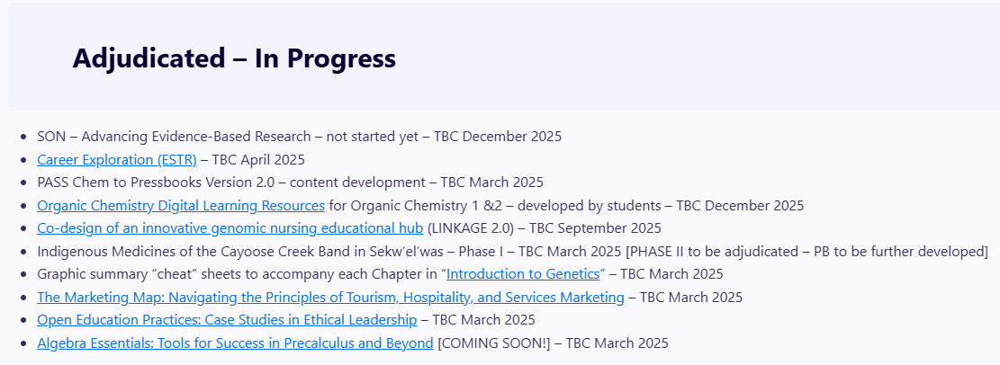 Adjudicated – In Progress
SON – Advancing Evidence-Based Research – not started yet – TBC December 2025
Career Exploration (ESTR) – TBC April 2025
PASS Chem to Pressbooks Version 2.0 – content development – TBC March 2025
Organic Chemistry Digital Learning Resources for Organic Chemistry 1 &2 – developed by students – TBC December 2025
Co-design of an innovative genomic nursing educational hub (LINKAGE 2.0) – TBC September 2025
Indigenous Medicines of the Cayoose Creek Band in Sekw’el’was – Phase I – TBC March 2025 [PHASE II to be adjudicated – PB to be further developed]
Graphic summary “cheat” sheets to accompany each Chapter in “Introduction to Genetics” – TBC March 2025
The Marketing Map: Navigating the Principles of Tourism, Hospitality, and Services Marketing – TBC March 2025
Open Education Practices: Case Studies in Ethical Leadership – TBC March 2025
Algebra Essentials: Tools for Success in Precalculus and Beyond [COMING SOON!] – TBC March 2025